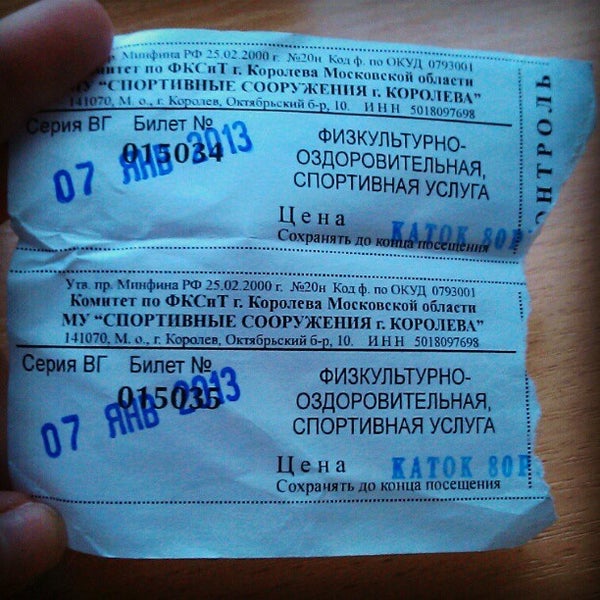 пр. Минфина РФ 25.02.2000 г. №20н Код ф. по ОКУД 0793001
Комитет по ФКСиТ г. Королева Московской области
МУ “СПОРТИВНЫЕ СООРУЖЕНИЯ г. КОРОЛЕВА”
141070, М. о., г. Королев, Октябрьский б-р, 10. ИНН 5018097698
Серия ВГ Билет №
015034
07 ЯНВ 2013
ФИЗКУЛЬТУРНО-
ОЗДОРОВИТЕЛЬНАЯ,
СПОРТИВНАЯ УСЛУГА
Цена КАТОК 80Р
Сохранять до конца посещения
ОНТРОЛЬ
Утв. пр. Минфина РФ 25.02.2000 г. №20н Код ф. по ОКУД 0793001
Комитет по ФКСиТ г. Королева Московской области
МУ “СПОРТИВНЫЕ СООРУЖЕНИЯ г. КОРОЛЕВА”
141070, М. о., г. Королев, Октябрьский б-р, 10. ИНН 5018097698
Серия ВГ Билет №
015035
07 ЯНВ 2013
ФИЗКУЛЬТУРНО-
ОЗДОРОВИТЕЛЬНАЯ,
СПОРТИВНАЯ УСЛУГА
Цена КАТОК 80Р
Сохранять до конца посещения